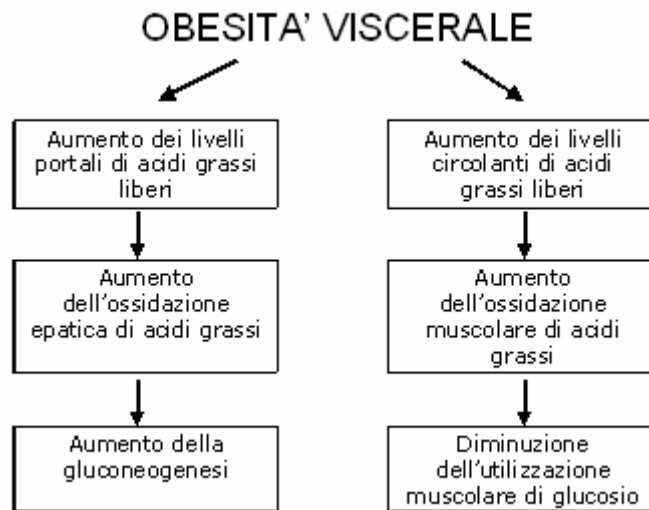 OBESITA' VISCERALE
Aumento dei livelli
portali di acidi grassi
liberi
Aumento
dell'ossidazione
epatica di acidi grassi
Aumento della
gluconeogenesi
Aumento dei livelli
circolanti di acidi
grassi liberi
Aumento
dell'ossidazione
muscolare di acidi
grassi
Diminuzione
dell'utilizzazione
muscolare di glucosio